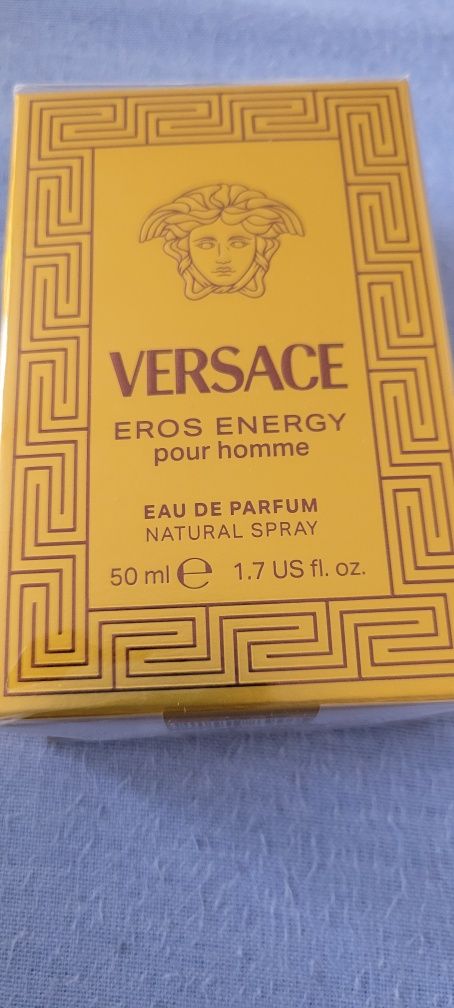 VERSACE
EROS ENERGY
pour homme
EAU DE PARFUM
NATURAL SPRAY
50 ml ℮ 1.7 US fl. oz.